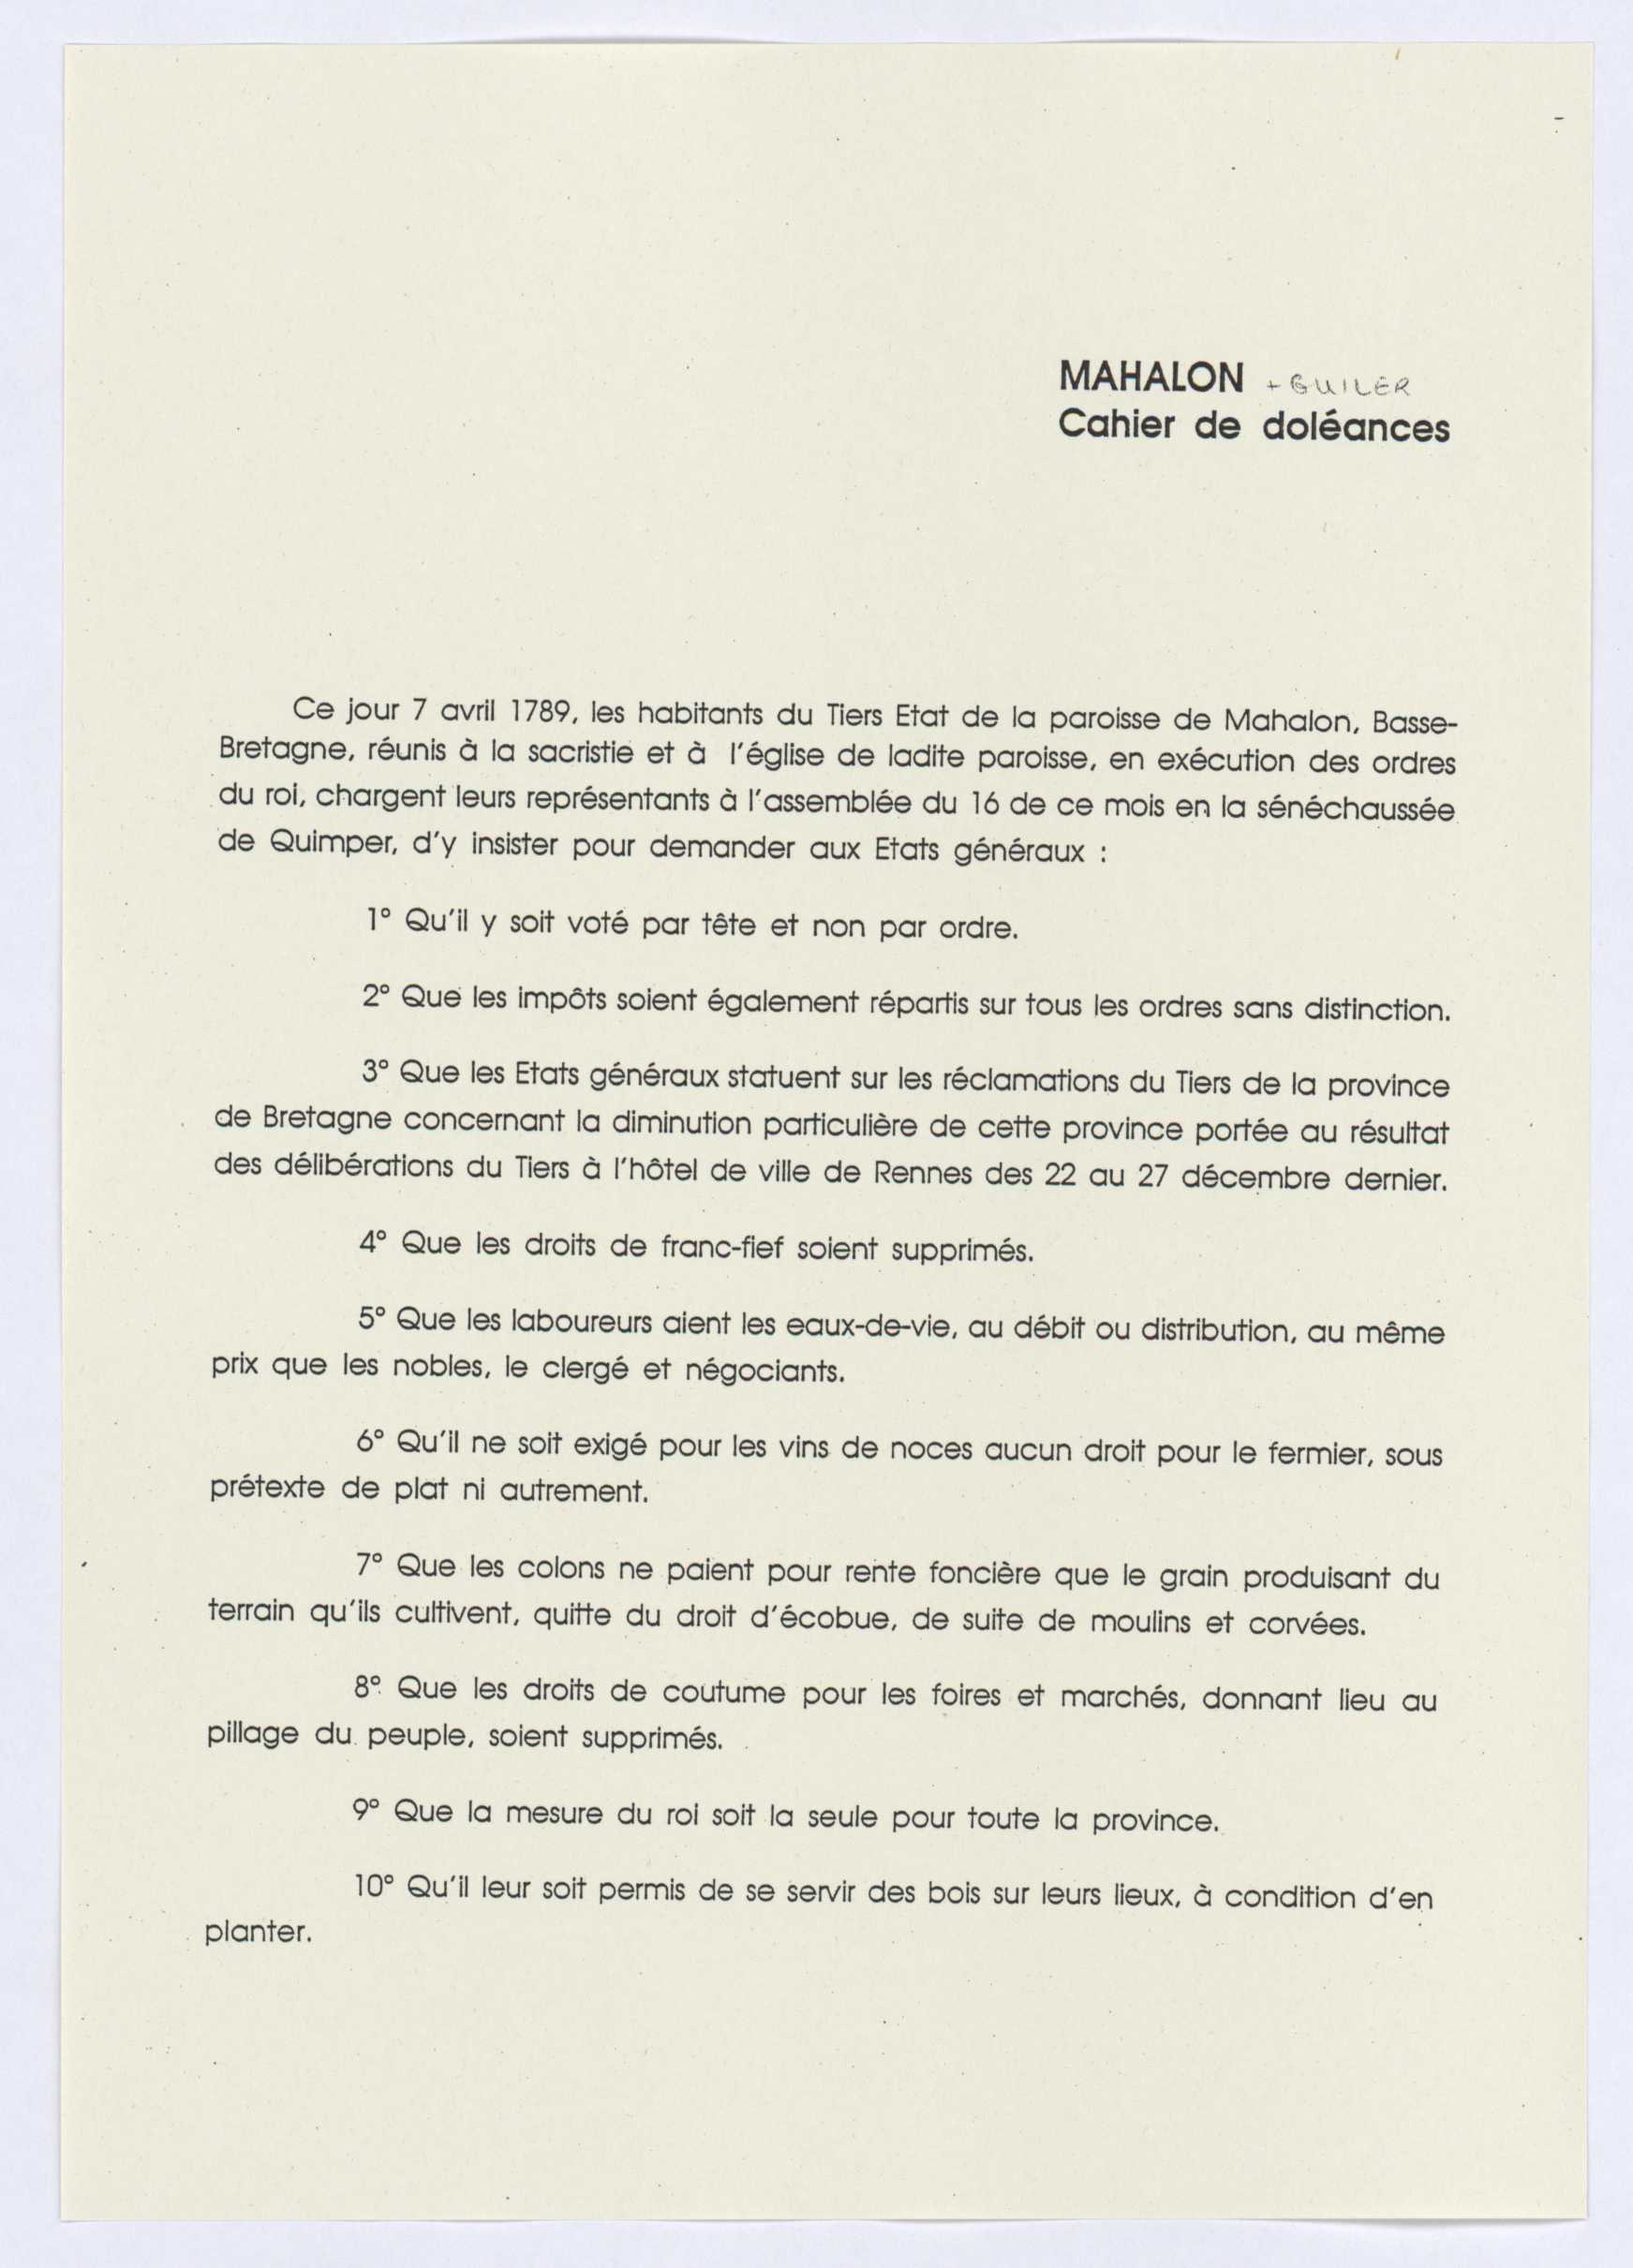 MAHALON + GUILER
Cahier de doléances
Ce jour 7 avril 1789, les habitants du Tiers Etat de la paroisse de Mahalon, Basse-
Bretagne, réunis à la sacristie et à l'église de ladite paroisse, en exécution des ordres
du roi, chargent leurs représentants à l'assemblée du 16 de ce mois en la sénéchaussée
de Quimper, d'y insister pour demander aux Etats généraux :
1° Qu'il y soit voté par tête et non par ordre.
2° Que les impôts soient également répartis sur tous les ordres sans distinction.
3° Que les Etats généraux statuent sur les réclamations du Tiers de la province
de Bretagne concernant la diminution particulière de cette province portée au résultat
des délibérations du Tiers à l'hôtel de ville de Rennes des 22 au 27 décembre dernier.
4° Que les droits de franc-fief soient supprimés.
5° Que les laboureurs aient les eaux-de-vie, au débit ou distribution, au même
prix que les nobles, le clergé et négociants.
6° Qu'il ne soit exigé pour les vins de noces aucun droit pour le fermier, sous
prétexte de plat ni autrement.
7° Que les colons ne paient pour rente foncière que le grain produisant du
terrain qu'ils cultivent, quitte du droit d'écobue, de suite de moulins et corvées.
8° Que les droits de coutume pour les foires et marchés, donnant lieu au
pillage du peuple, soient supprimés.
9° Que la mesure du roi soit la seule pour toute la province.
10° Qu'il leur soit permis de se servir des bois sur leurs lieux, à condition d'en
planter.